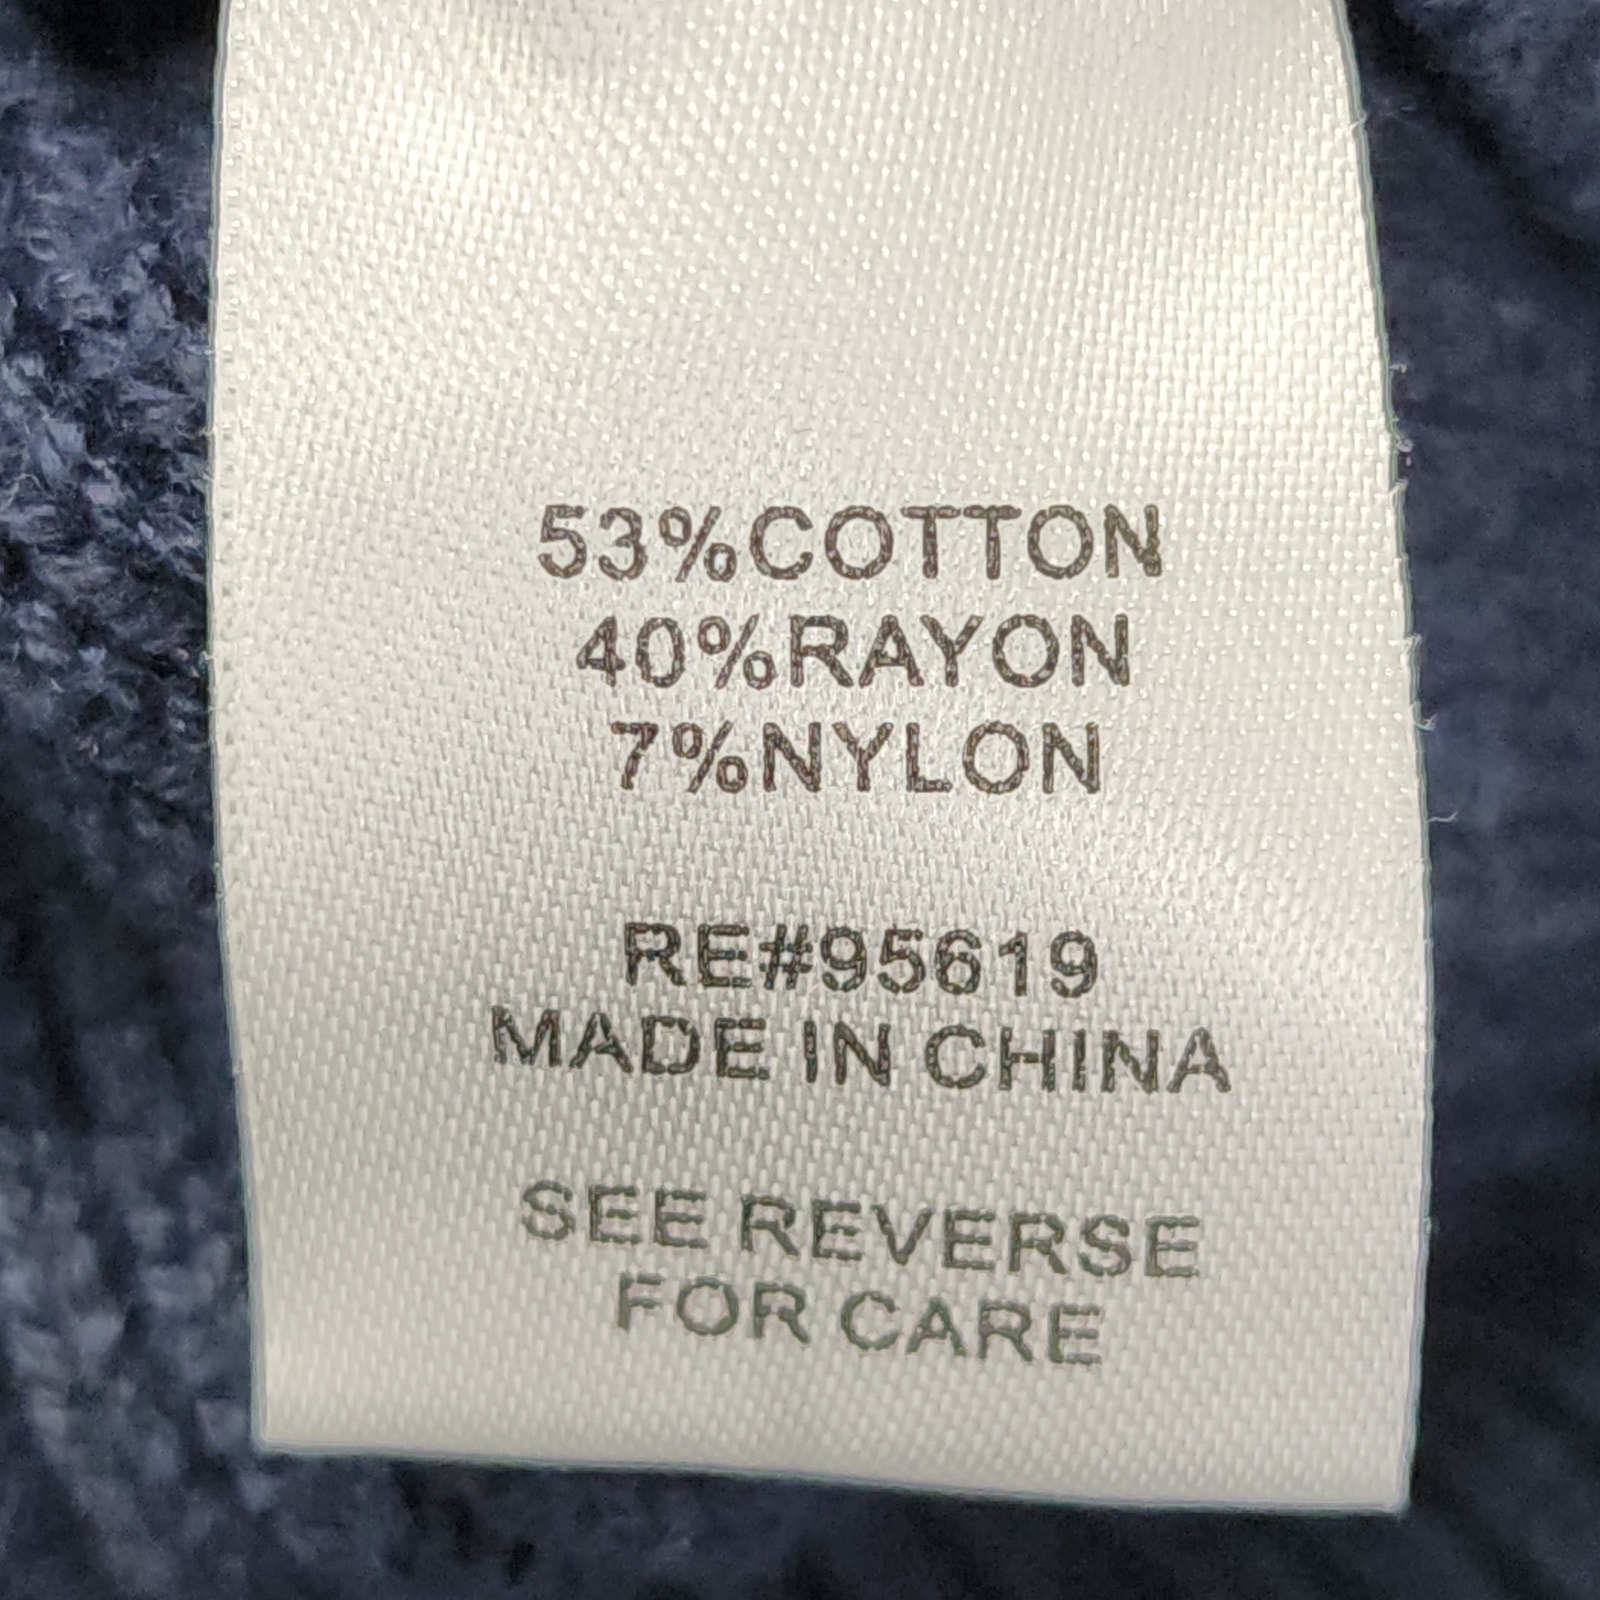 53%COTTON
40%RAYON
7%NYLON
RE#95619
MADE IN CHINA
SEE REVERSE
FOR CARE